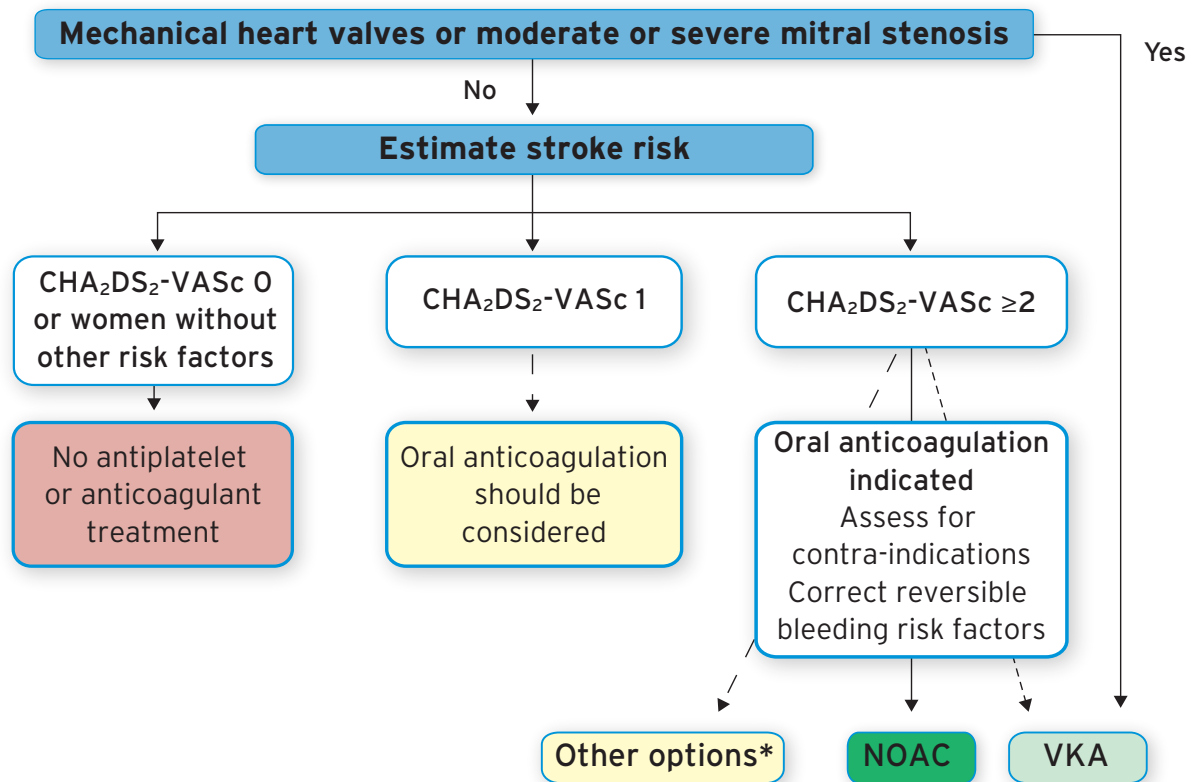 Mechanical heart valves or moderate or severe mitral stenosis
Yes
No
Estimate stroke risk
CHA₂DS₂-VASc 0
or women without
other risk factors
CHA₂DS₂-VASc 1
CHA₂DS₂-VASc ≥2
No antiplatelet
or anticoagulant
treatment
Oral anticoagulation
should be
considered
Oral anticoagulation
indicated
Assess for
contra-indications
Correct reversible
bleeding risk factors
Other options*
NOAC
VKA